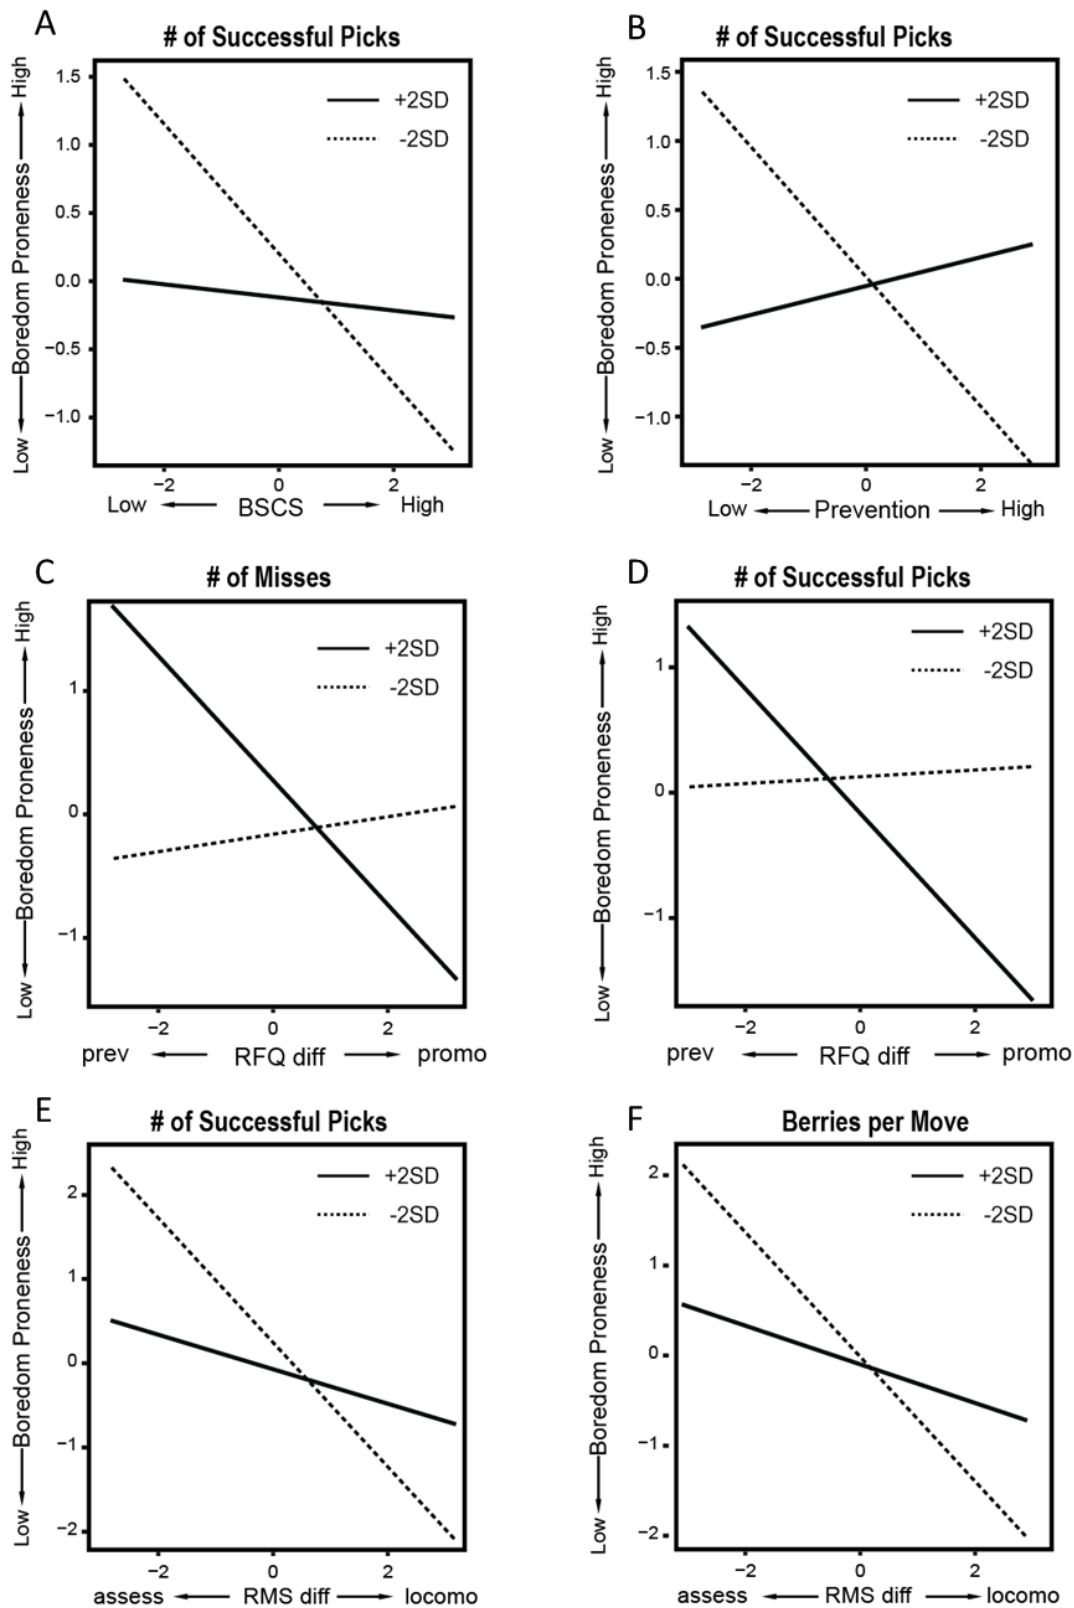 A
# of Successful Picks
High
Boredom Proneness
Low
1.5
1.0
0.5
0.0
−0.5
−1.0
+2SD
-2SD
−2 0 2
Low BSCS High
B
# of Successful Picks
High
Boredom Proneness
Low
1.5
1.0
0.5
0.0
−0.5
−1.0
+2SD
-2SD
−2 0 2
Low Prevention High
C
# of Misses
High
Boredom Proneness
Low
1
0
−1
+2SD
-2SD
−2 0 2
prev RFQ diff promo
D
# of Successful Picks
High
Boredom Proneness
Low
1
0
−1
+2SD
-2SD
−2 0 2
prev RFQ diff promo
E
# of Successful Picks
High
Boredom Proneness
Low
2
1
0
−1
−2
+2SD
-2SD
−2 0 2
assess RMS diff locomo
F
Berries per Move
High
Boredom Proneness
Low
2
1
0
−1
−2
+2SD
-2SD
−2 0 2
assess RMS diff locomo